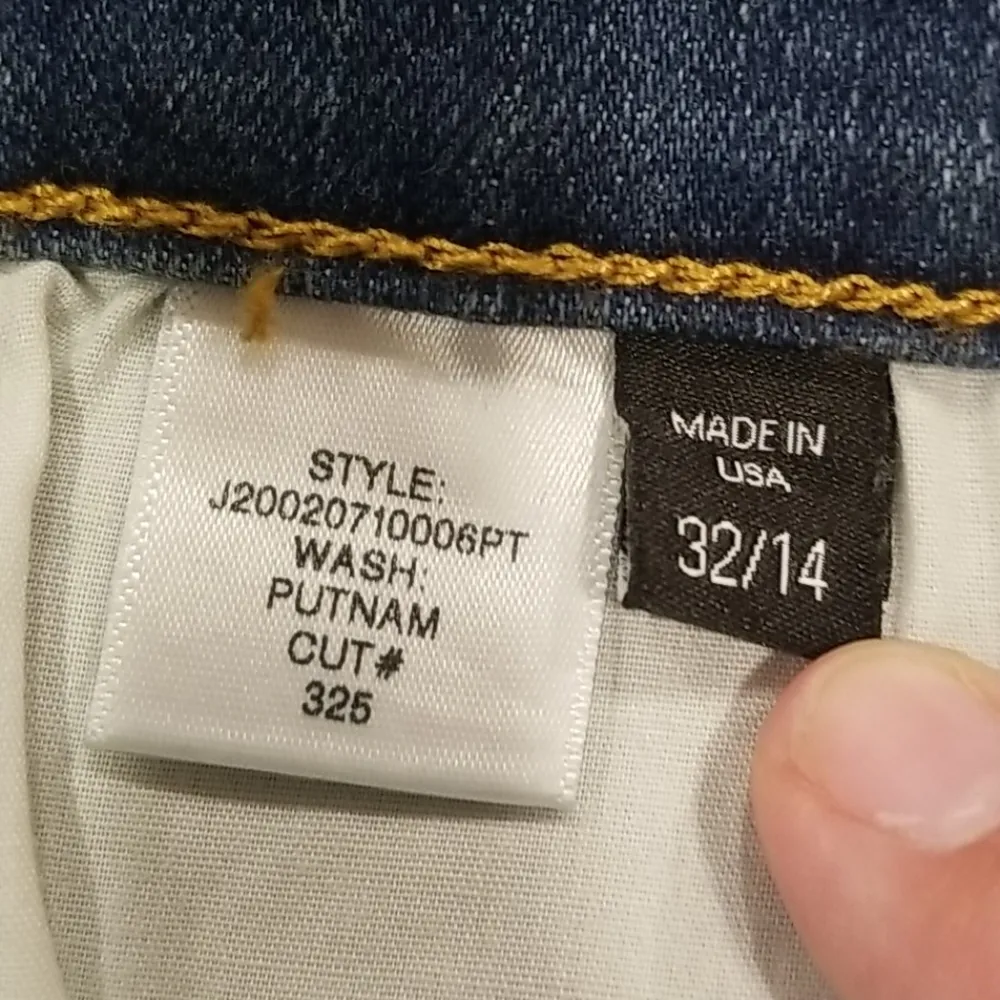 STYLE:
J20020710006PT
WASH:
PUTNAM
CUT#
325
MADE IN
USA
32/14